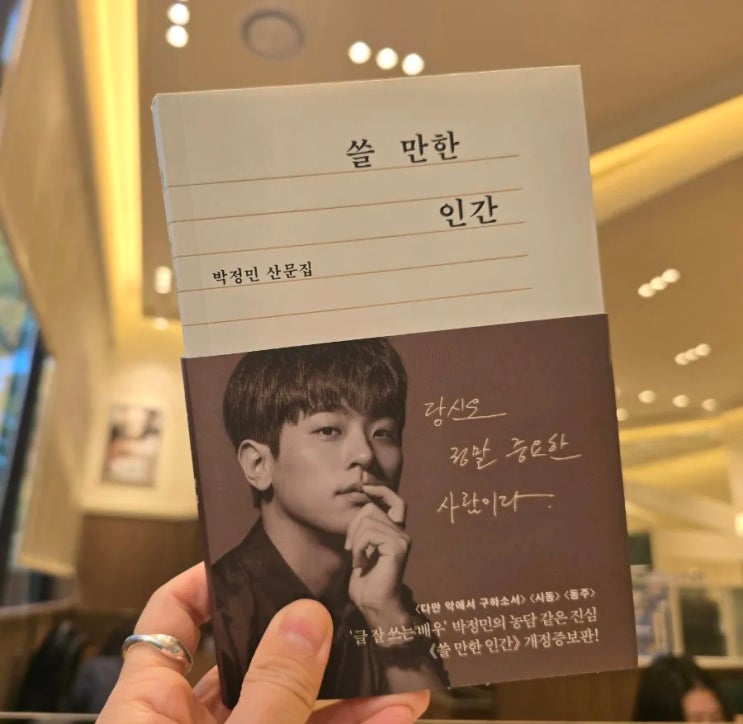 쓸 만한
인간
박정민 산문집
당신도
정말 중요한
사람이다.
<다만 악에서 구하소서> <시동> <동주>
'글 잘 쓰는 배우' 박정민의 농담 같은 진심
《쓸 만한 인간》 개정증보판!